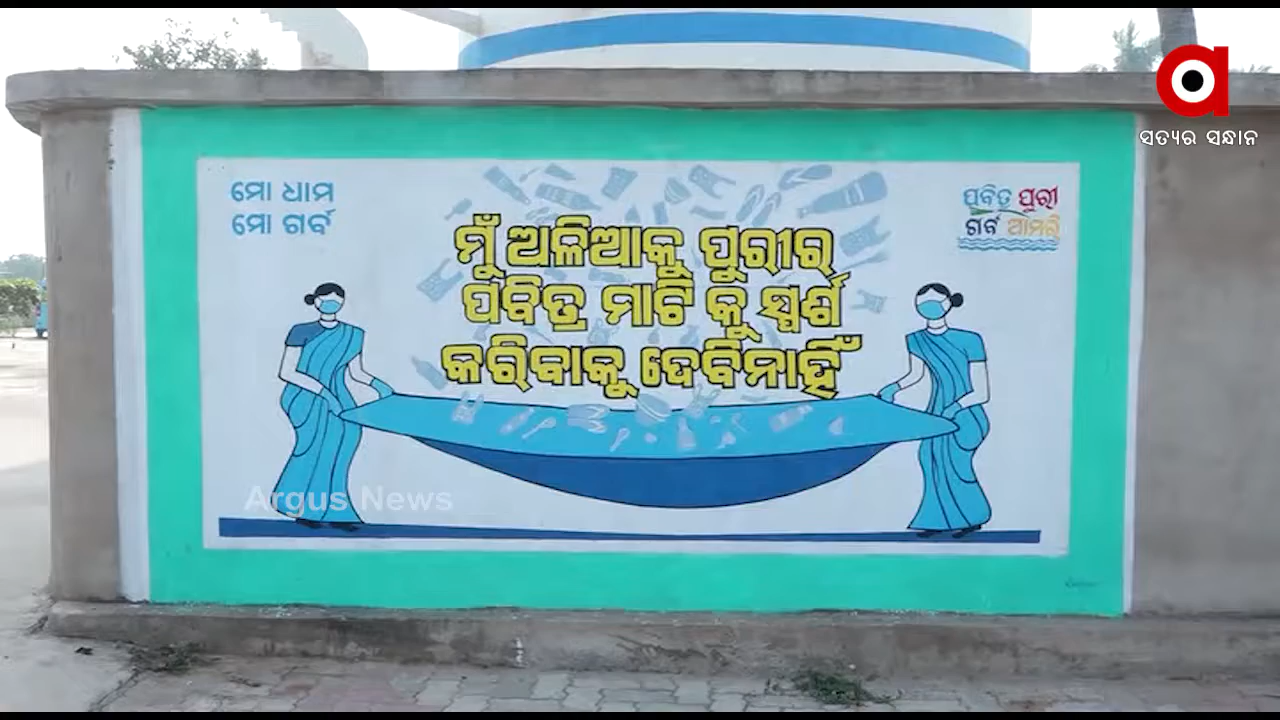 ସତ୍ୟର ସନ୍ଧାନ
ମୋ ଧାମ
ମୋ ଗର୍ବ
ପବିତ୍ର ପୁରୀ
ଗର୍ବ ଆମରି
ମୁଁ ଅଳିଆକୁ ପୁରୀର
ପବିତ୍ର ମାଟି କୁ ସ୍ପର୍ଶ
କରିବାକୁ ଦେବିନାହିଁ
Argus News